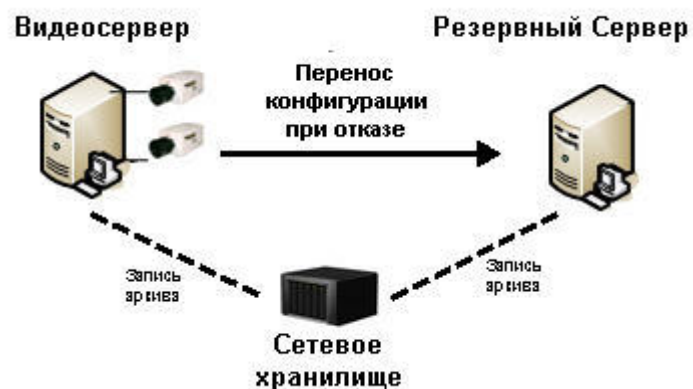 Видеосервер
Резервный Сервер
Перенос
конфигурации
при отказе
Запись
архива
Запись
архива
Сетевое
хранилище